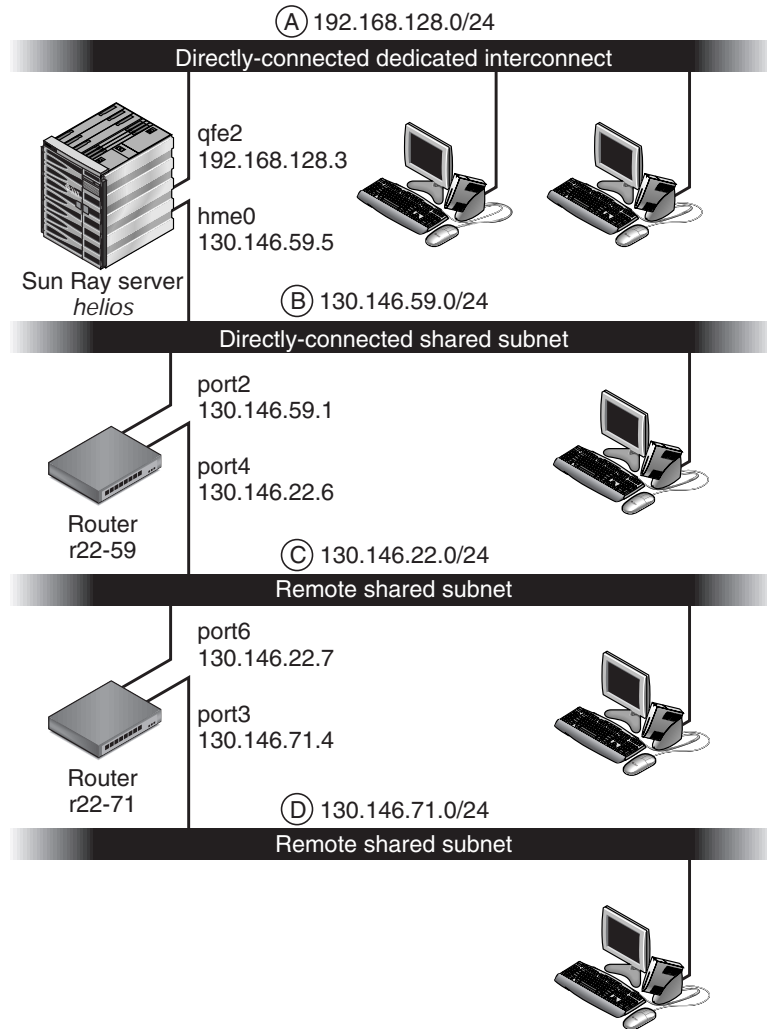 A 192.168.128.0/24
Directly-connected dedicated interconnect
qfe2
192.168.128.3
hme0
130.146.59.5
Sun Ray server
helios
B 130.146.59.0/24
Directly-connected shared subnet
port2
130.146.59.1
port4
130.146.22.6
Router
r22-59
C 130.146.22.0/24
Remote shared subnet
port6
130.146.22.7
port3
130.146.71.4
Router
r22-71
D 130.146.71.0/24
Remote shared subnet